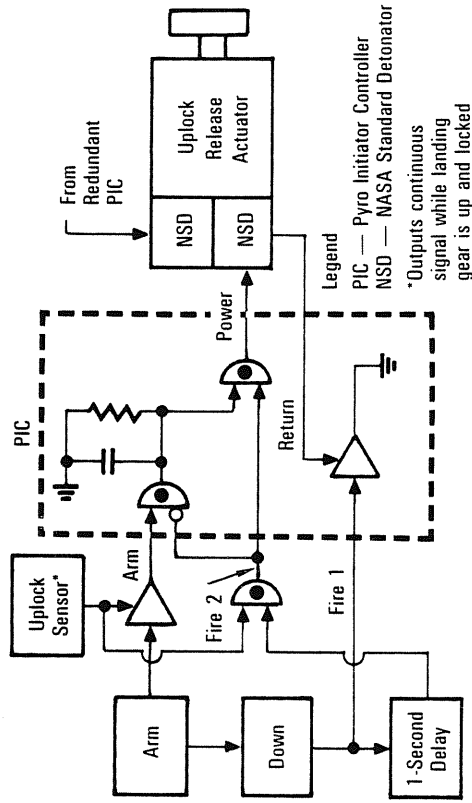 Uplock
Sensor*
PIC
From
Redundant
PIC
Arm
Arm
Power
NSD
NSD
Uplock
Release
Actuator
Fire 2
Down
Return
Fire 1
1-Second
Delay
Legend
PIC — Pyro Initiator Controller
NSD — NASA Standard Detonator
*Outputs continuous
signal while landing
gear is up and locked